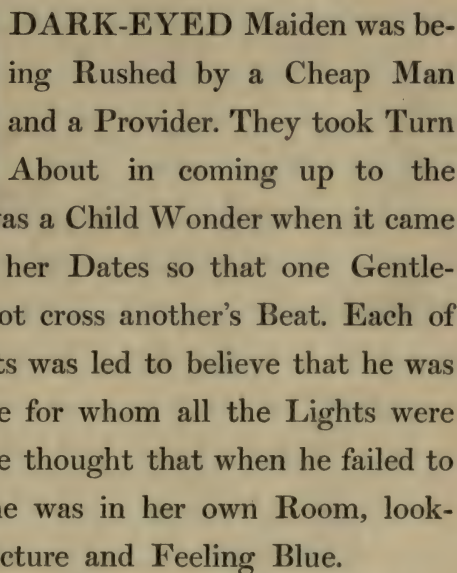 DARK-EYED Maiden was be-
ing Rushed by a Cheap Man
and a Provider. They took Turn
About in coming up to the
as a Child Wonder when it came
her Dates so that one Gentle-
ot cross another's Beat. Each of
ts was led to believe that he was
e for whom all the Lights were
e thought that when he failed to
e was in her own Room, look-
cture and Feeling Blue.